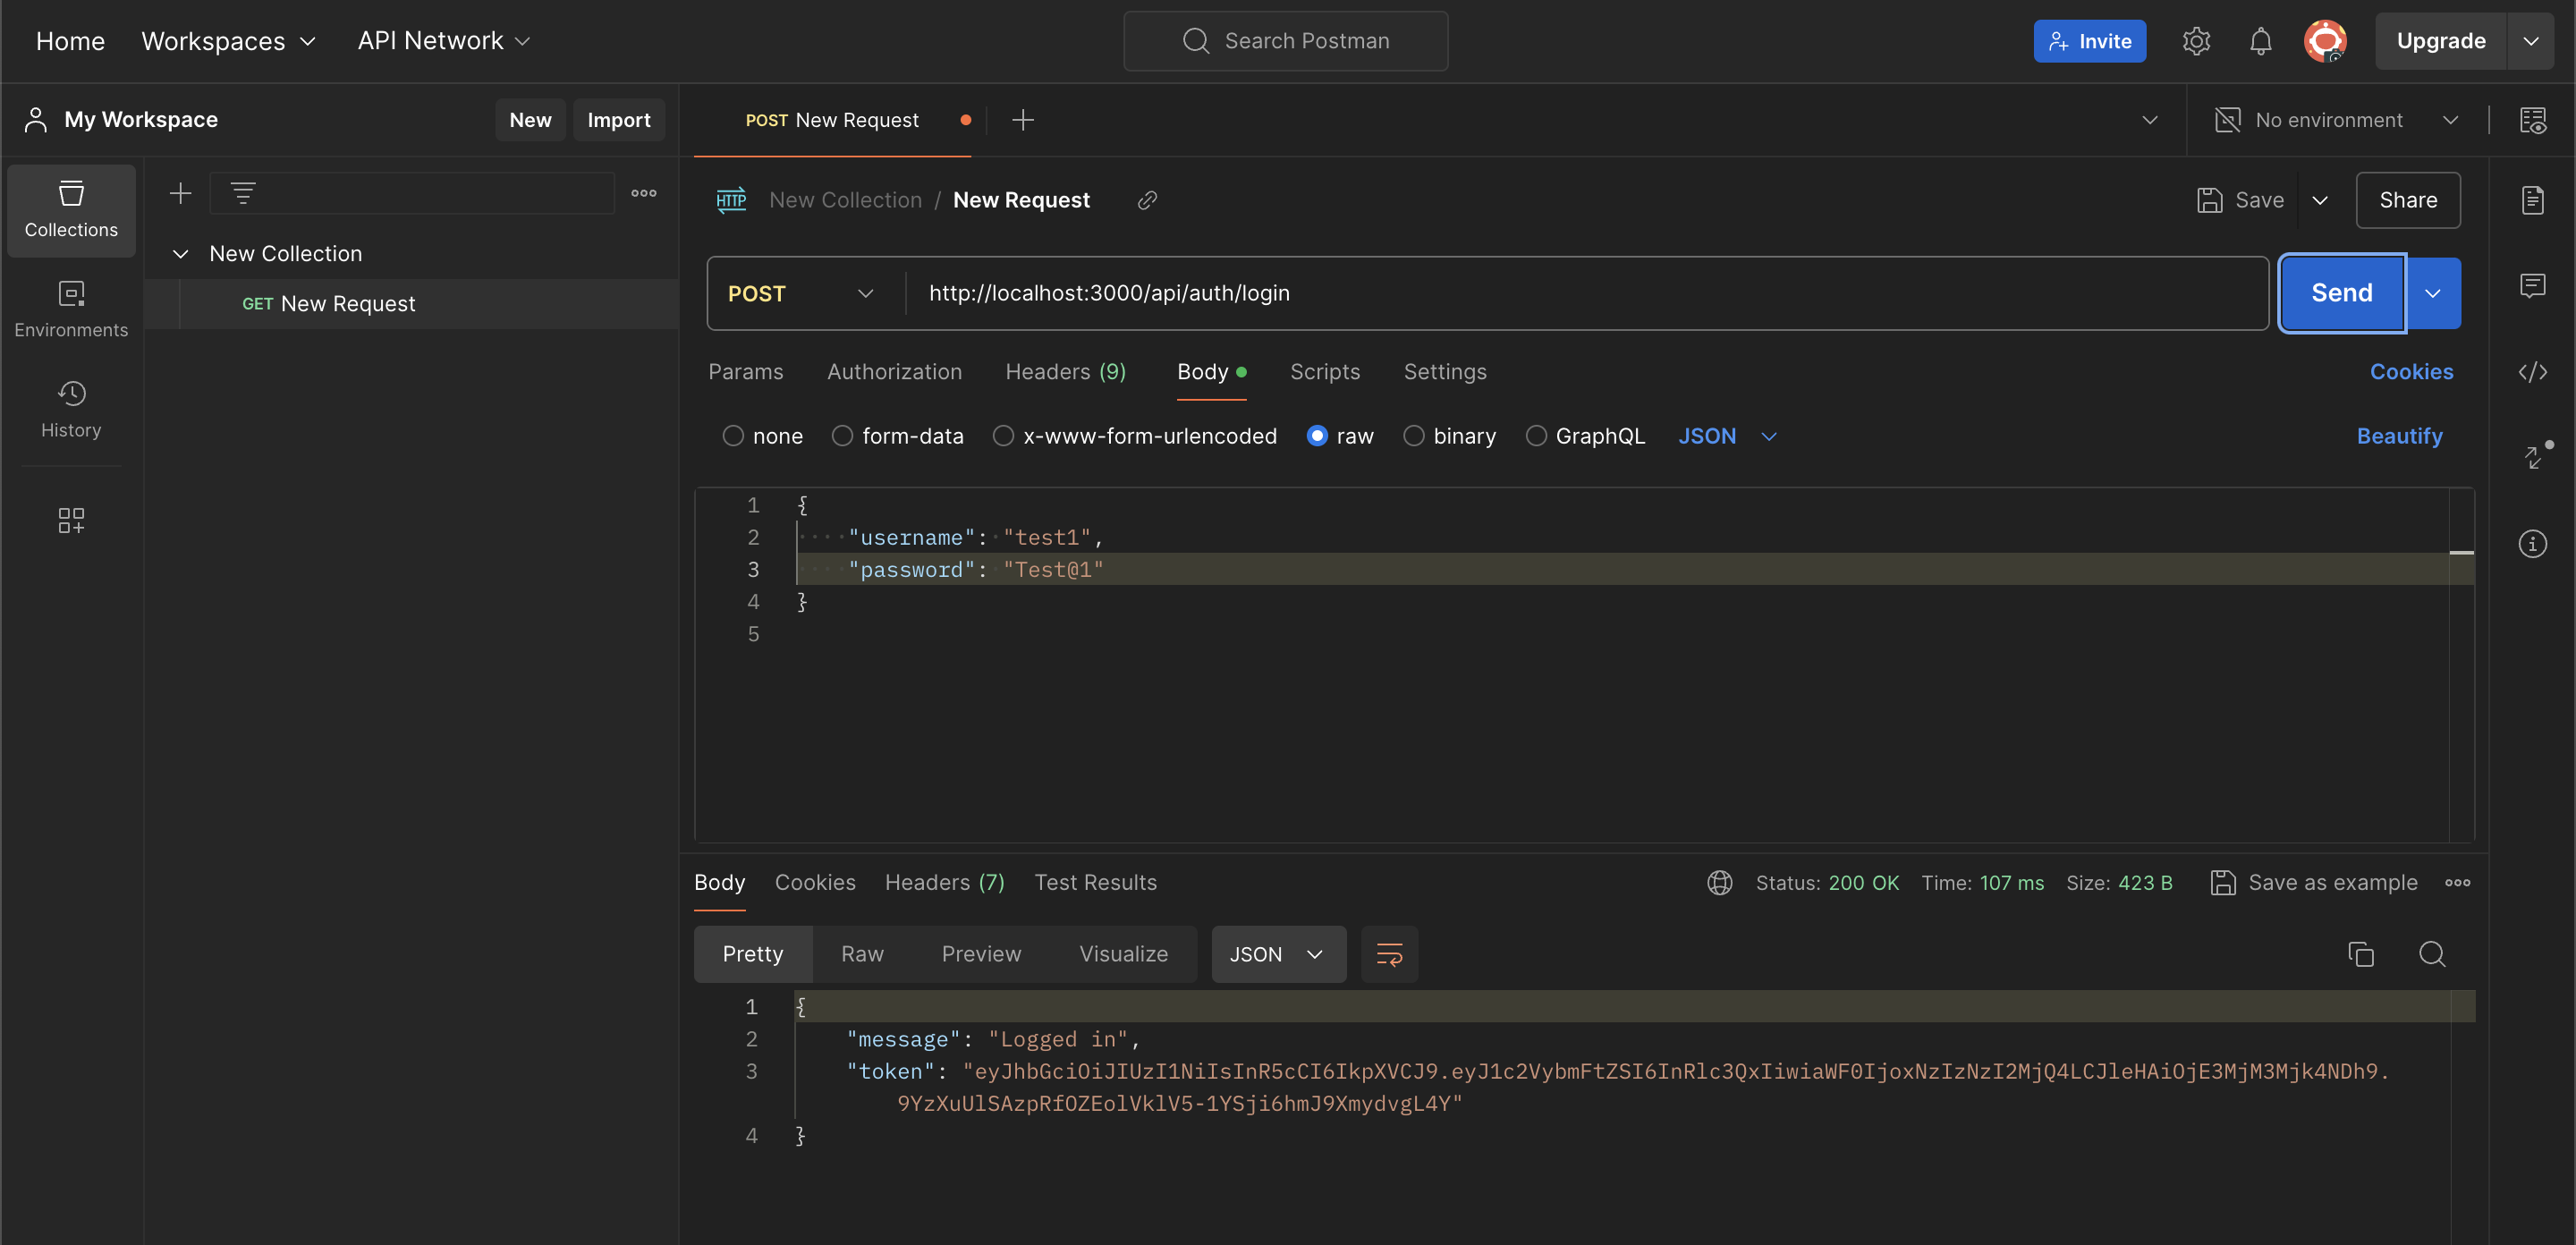 Home Workspaces API Network Search Postman Invite Upgrade
My Workspace New Import POST New Request No environment
Collections
Environments
History
New Collection
GET New Request
HTTP New Collection / New Request Save Share
POST http://localhost:3000/api/auth/login Send
Params Authorization Headers (9) Body Scripts Settings Cookies
none form-data x-www-form-urlencoded raw binary GraphQL JSON Beautify
1 {
2 "username": "test1",
3 "password": "Test@1"
4 }
5
Body Cookies Headers (7) Test Results Status: 200 OK Time: 107 ms Size: 423 B Save as example
Pretty Raw Preview Visualize JSON
1 {
2 "message": "Logged in",
3 "token": "eyJhbGciOiJIUzI1NiIsInR5cCI6IkpXVCJ9.eyJ1c2VybmFtZSI6InRlc3QxIiwiaWF0IjoxNzIzNzI2MjQ4LCJleHAiOjE3MjM3Mjk4NDh9.
9YzXuUlSAzpRfOZEolVklV5-1YSji6hmJ9XmydvgL4Y"
4 }